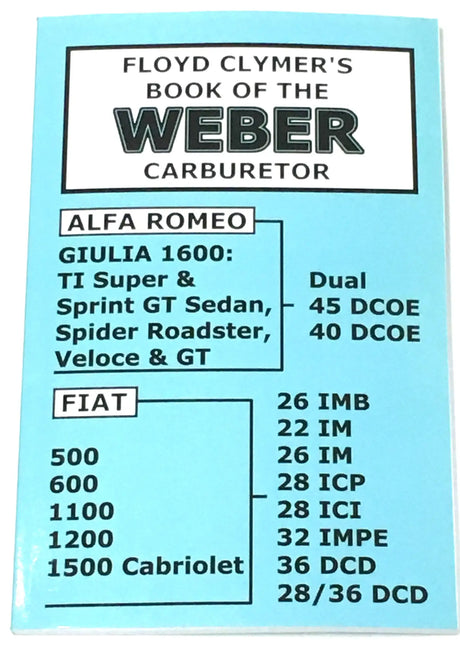 FLOYD CLYMER'S
BOOK OF THE
WEBER
CARBURETOR
ALFA ROMEO
GIULIA 1600:
TI Super &
Sprint GT Sedan,
Spider Roadster,
Veloce & GT
Dual
45 DCOE
40 DCOE
FIAT
500
600
1100
1200
1500 Cabriolet
26 IMB
22 IM
26 IM
28 ICP
28 ICI
32 IMPE
36 DCD
28/36 DCD